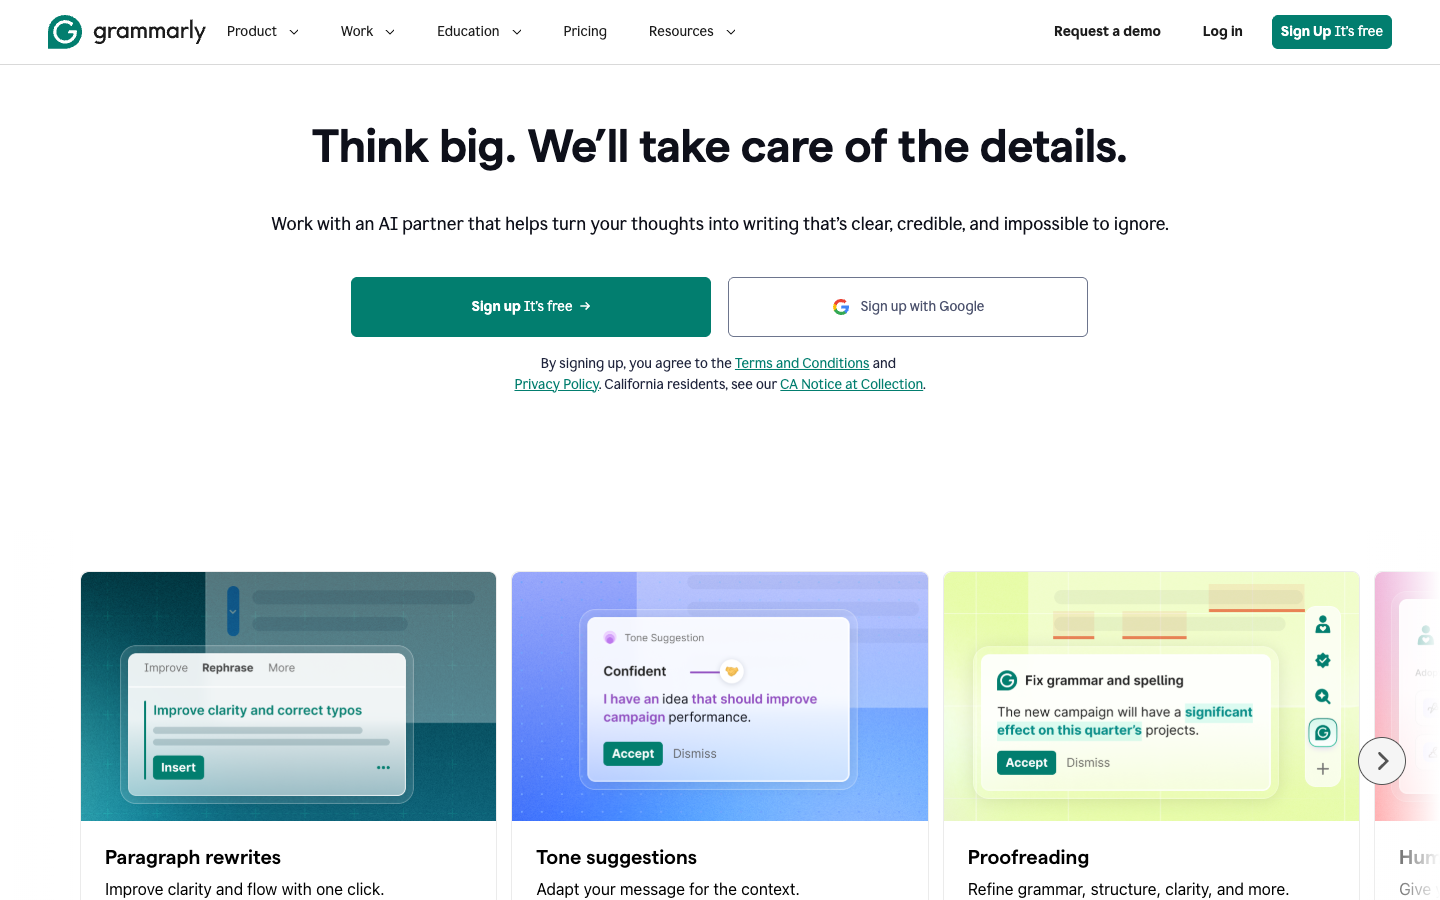 grammarly
Product
Work
Education
Pricing
Resources
Request a demo
Log in
Sign Up It's free
Think big. We'll take care of the details.
Work with an AI partner that helps turn your thoughts into writing that's clear, credible, and impossible to ignore.
Sign up It's free →
Sign up with Google
By signing up, you agree to the Terms and Conditions and
Privacy Policy. California residents, see our CA Notice at Collection.
Improve Rephrase More
Improve clarity and correct typos
Insert
Paragraph rewrites
Improve clarity and flow with one click.
Tone Suggestion
Confident
I have an idea that should improve
campaign performance.
Accept Dismiss
Tone suggestions
Adapt your message for the context.
Fix grammar and spelling
The new campaign will have a significant
effect on this quarter's projects.
Accept Dismiss
Proofreading
Refine grammar, structure, clarity, and more.
Give